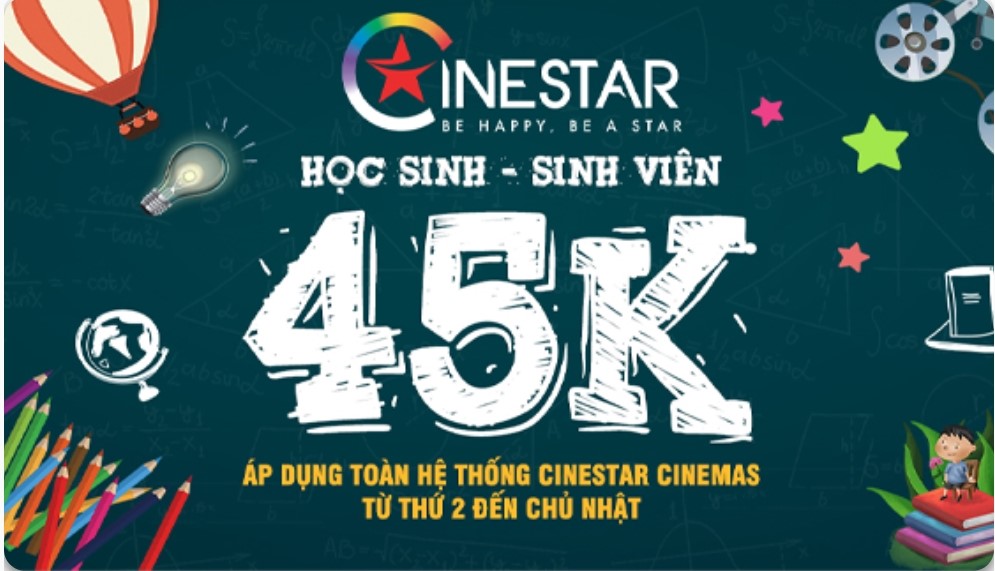 CINESTAR
BE HAPPY, BE A STAR
HỌC SINH - SINH VIÊN
45K
ÁP DỤNG TOÀN HỆ THỐNG CINESTAR CINEMAS
TỪ THỨ 2 ĐẾN CHỦ NHẬT